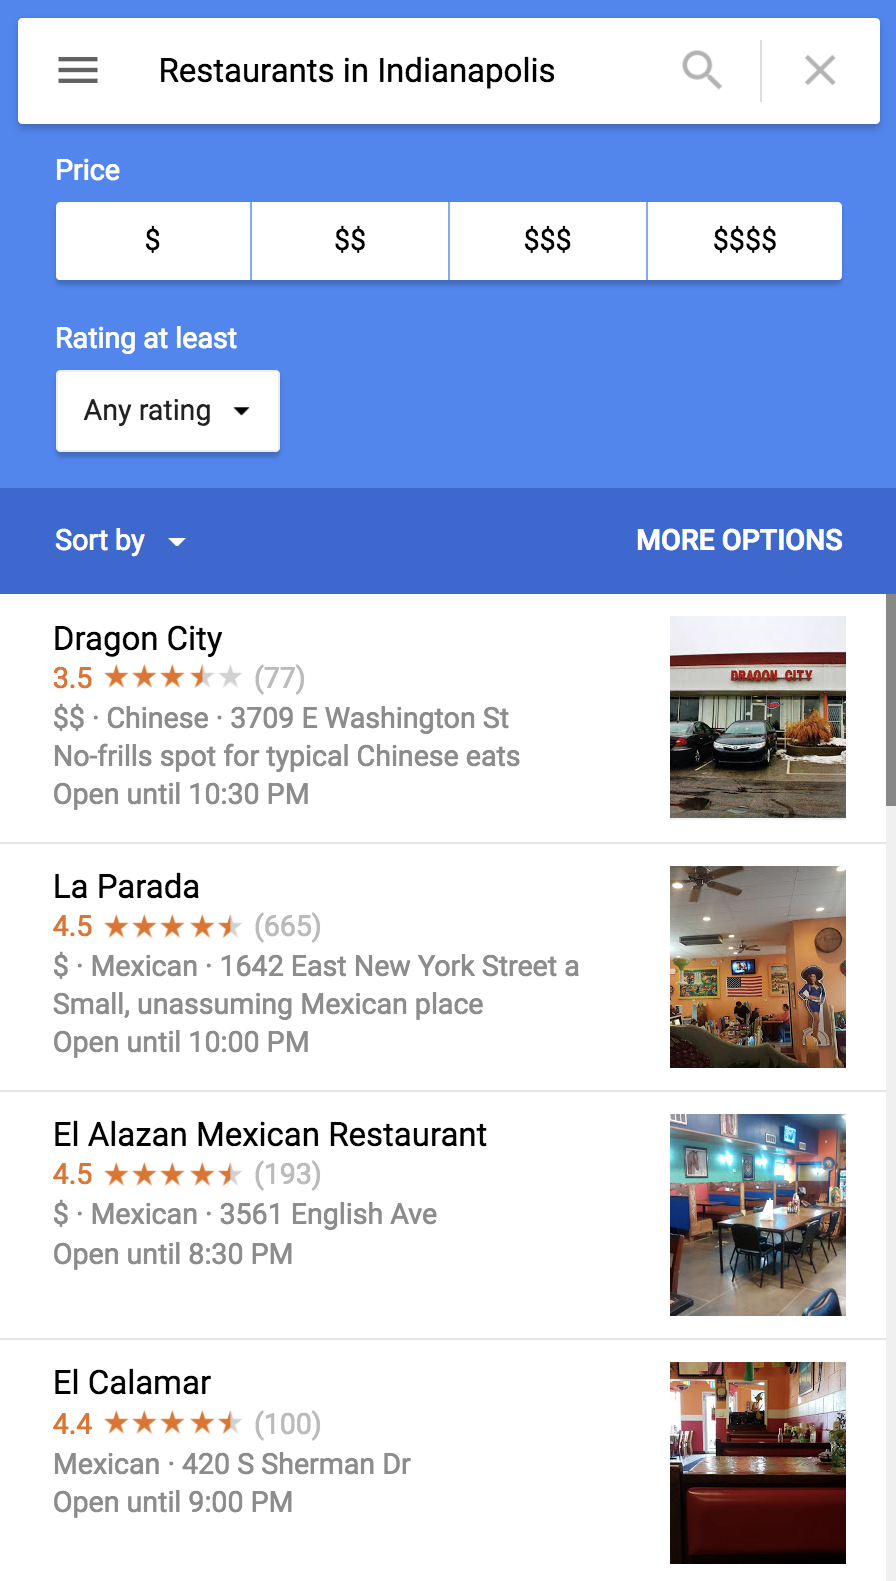 Restaurants in Indianapolis
Price
$ $$ $$$ $$$$
Rating at least
Any rating
Sort by MORE OPTIONS
Dragon City
3.5 (77)
$$ · Chinese · 3709 E Washington St
No-frills spot for typical Chinese eats
Open until 10:30 PM
DRAGON CITY
La Parada
4.5 (665)
$ · Mexican · 1642 East New York Street a
Small, unassuming Mexican place
Open until 10:00 PM
El Alazan Mexican Restaurant
4.5 (193)
$ · Mexican · 3561 English Ave
Open until 8:30 PM
El Calamar
4.4 (100)
Mexican · 420 S Sherman Dr
Open until 9:00 PM